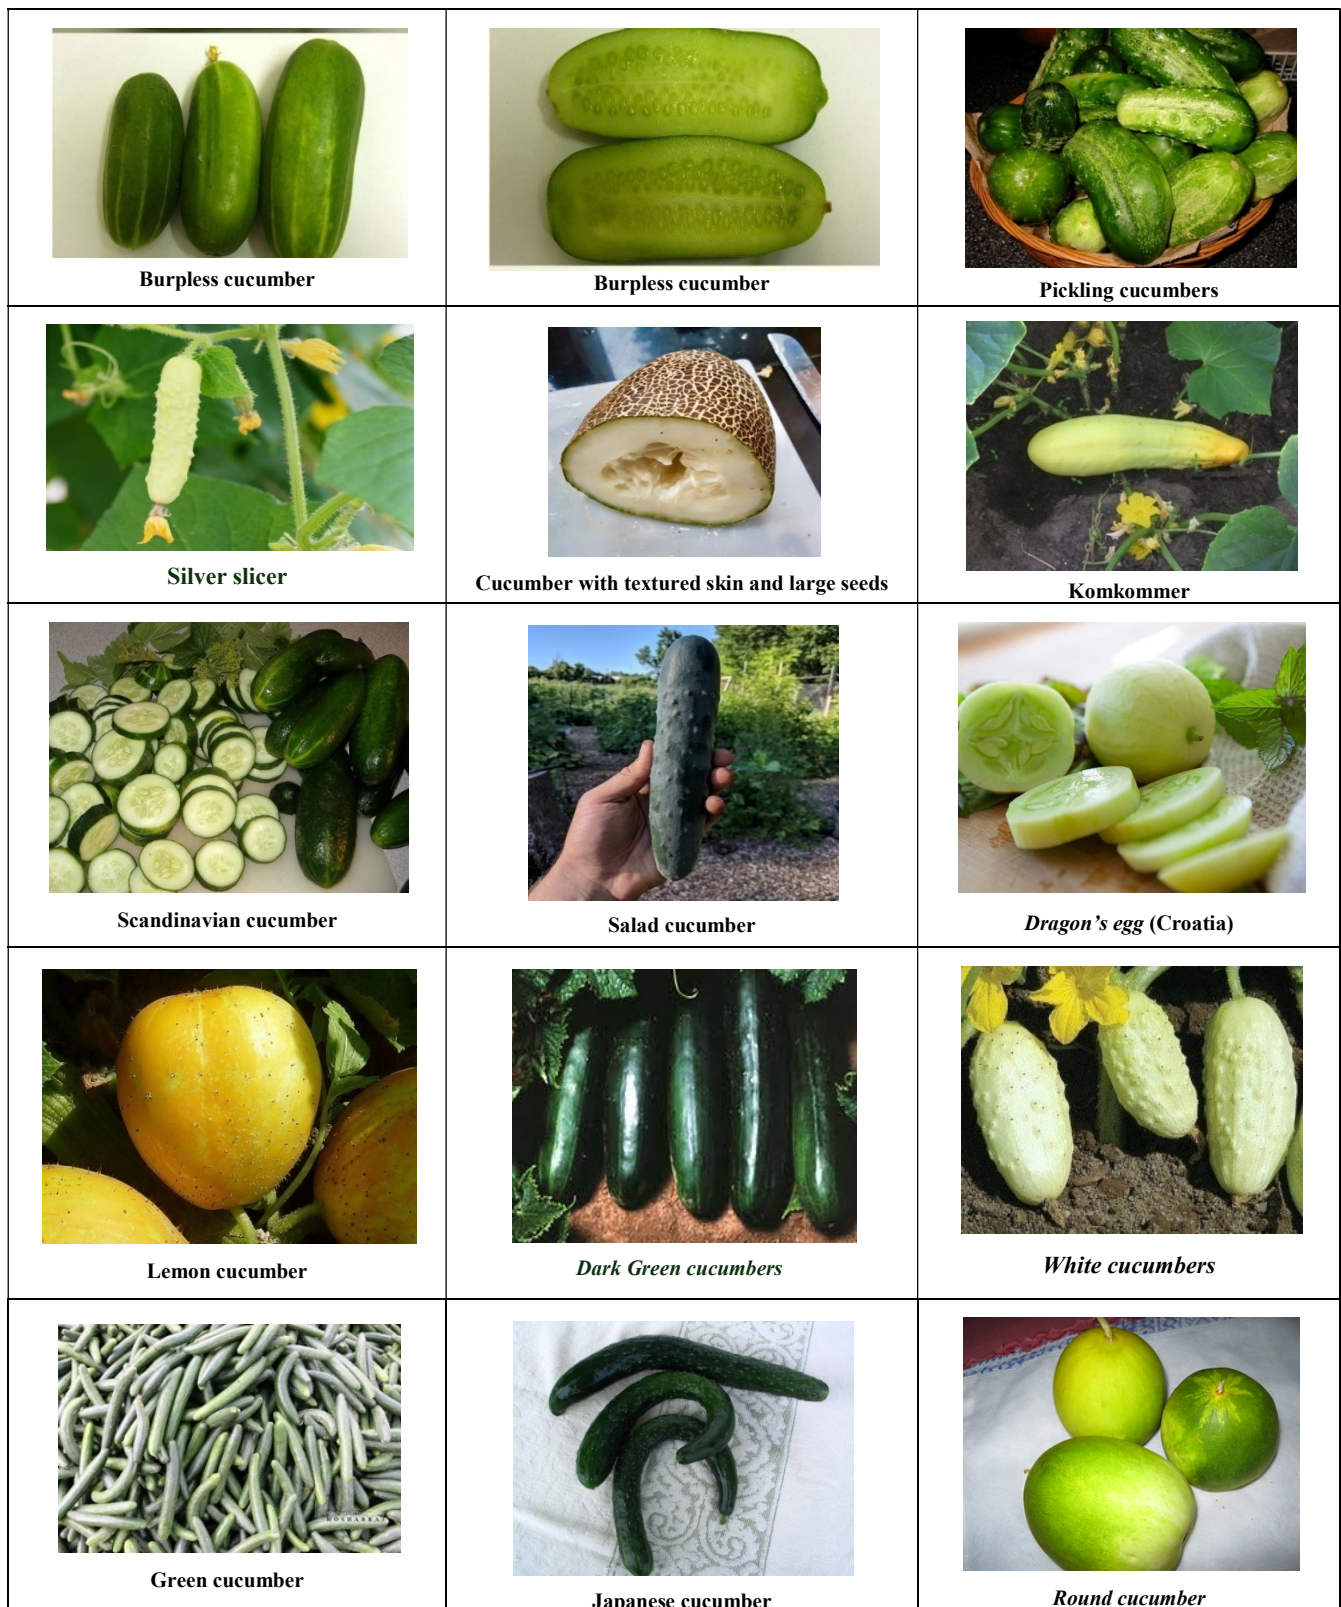 Burpless cucumber
Burpless cucumber
Pickling cucumbers
Silver slicer
Cucumber with textured skin and large seeds
Komkommer
Scandinavian cucumber
Salad cucumber
Dragon’s egg (Croatia)
Lemon cucumber
Dark Green cucumbers
White cucumbers
MOSHARKAT
Green cucumber
Japanese cucumber
Round cucumber